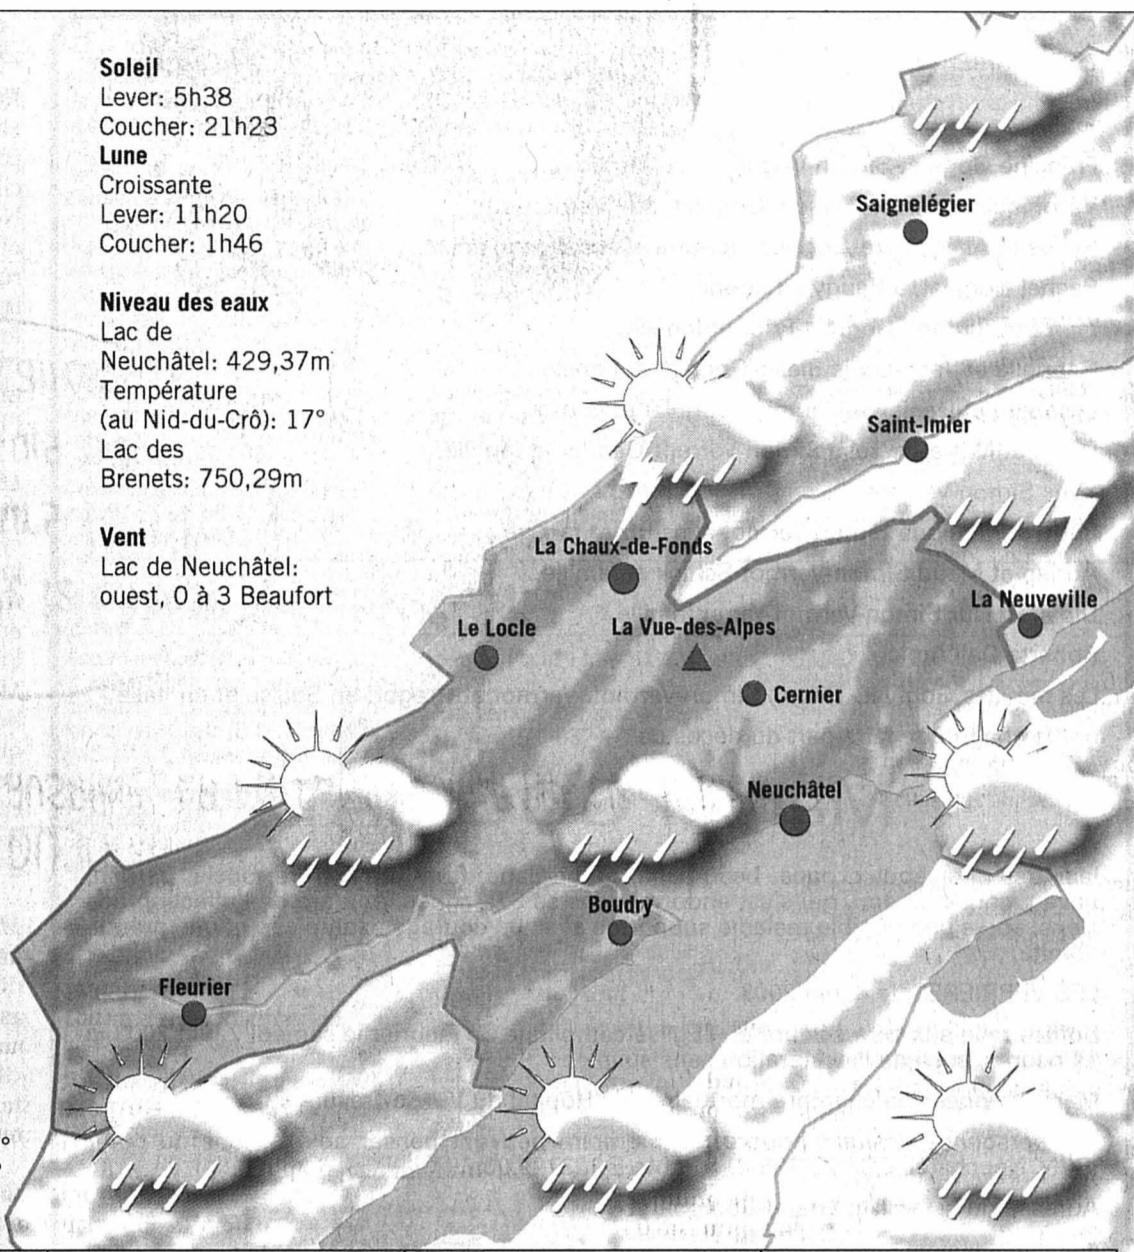 Soleil
Lever: 5h38
Coucher: 21h23
Lune
Croissante
Lever: 11h20
Coucher: 1h46
Niveau des eaux
Lac de
Neuchâtel: 429,37m
Température
(au Nid-du-Crô): 17°
Lac des
Brenets: 750,29m
Vent
Lac de Neuchâtel:
ouest, 0 à 3 Beaufort
Saignelégier
Saint-Imier
La Chaux-de-Fonds
La Neuveville
Le Locle
La Vue-des-Alpes
Cernier
Neuchâtel
Boudry
Fleurier